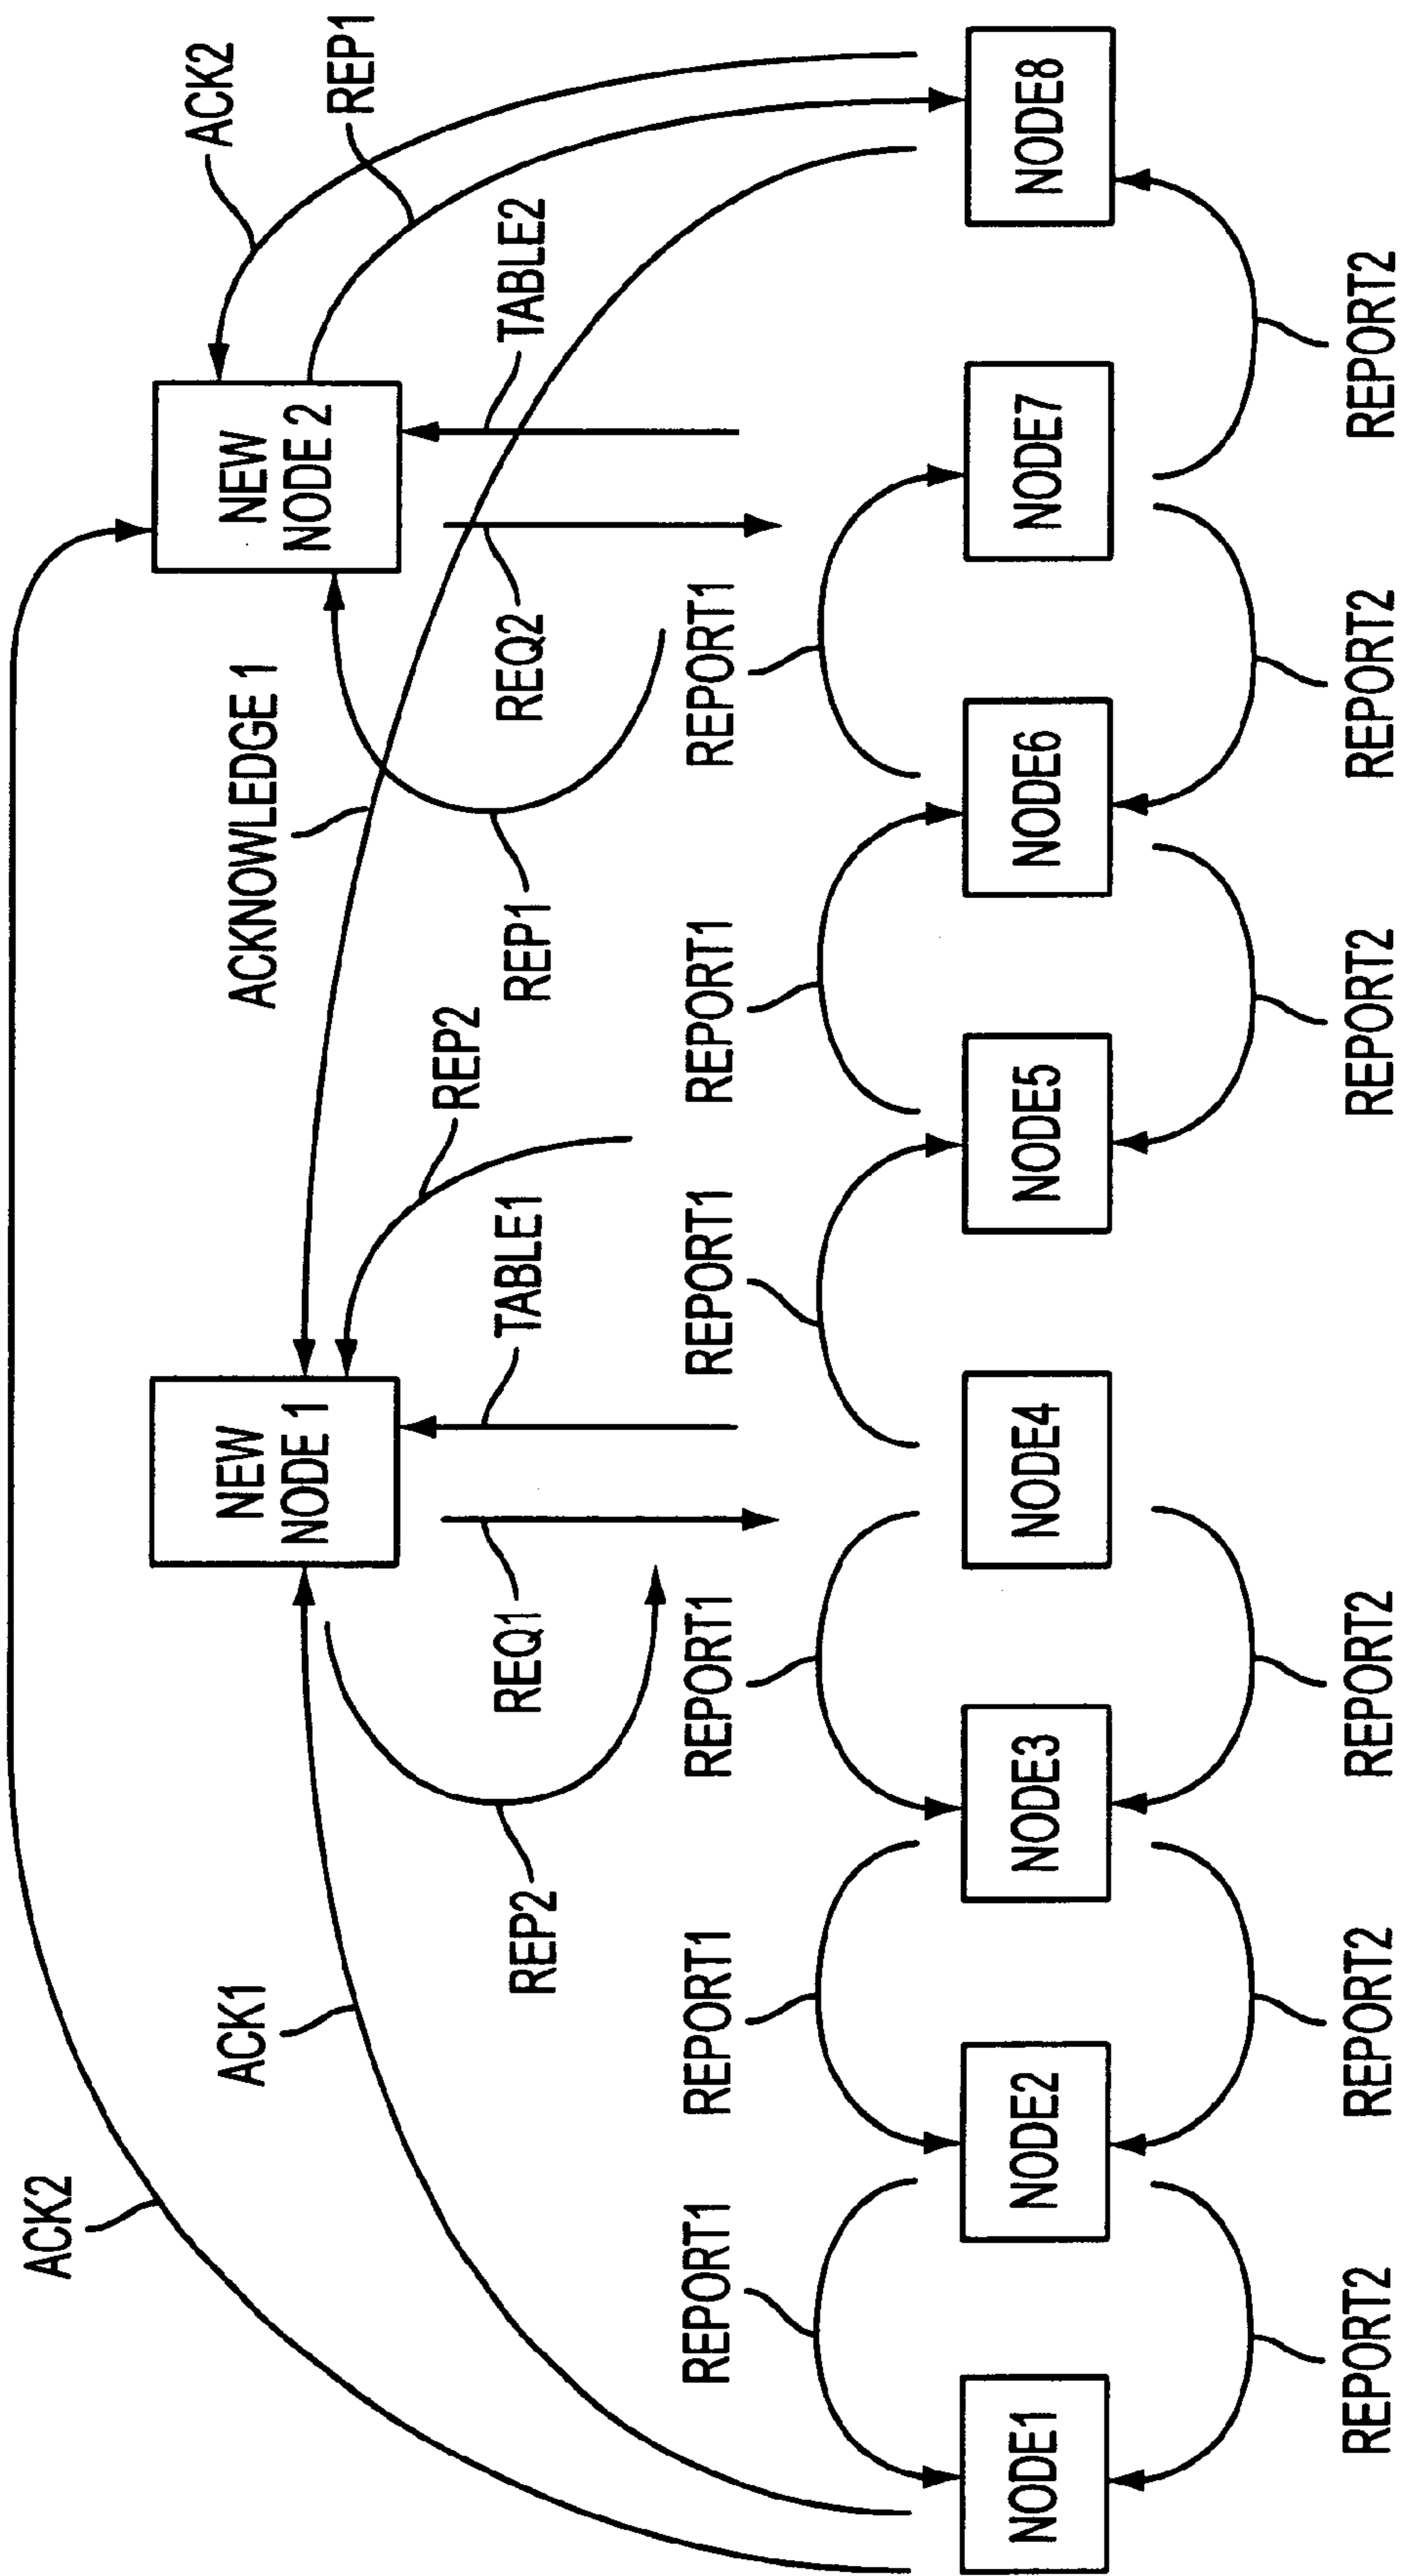 ACK2
ACK2
REP1
NEW
NODE 2
ACKNOWLEDGE 1
TABLE2
REQ2
REP1
REP2
NEW
NODE 1
ACK1
TABLE1
REQ1
REP2
REPORT1
REPORT1
REPORT1
REPORT1
REPORT1
REPORT1
NODE1
NODE2
NODE3
NODE4
NODE5
NODE6
NODE7
NODE8
REPORT2
REPORT2
REPORT2
REPORT2
REPORT2
REPORT2